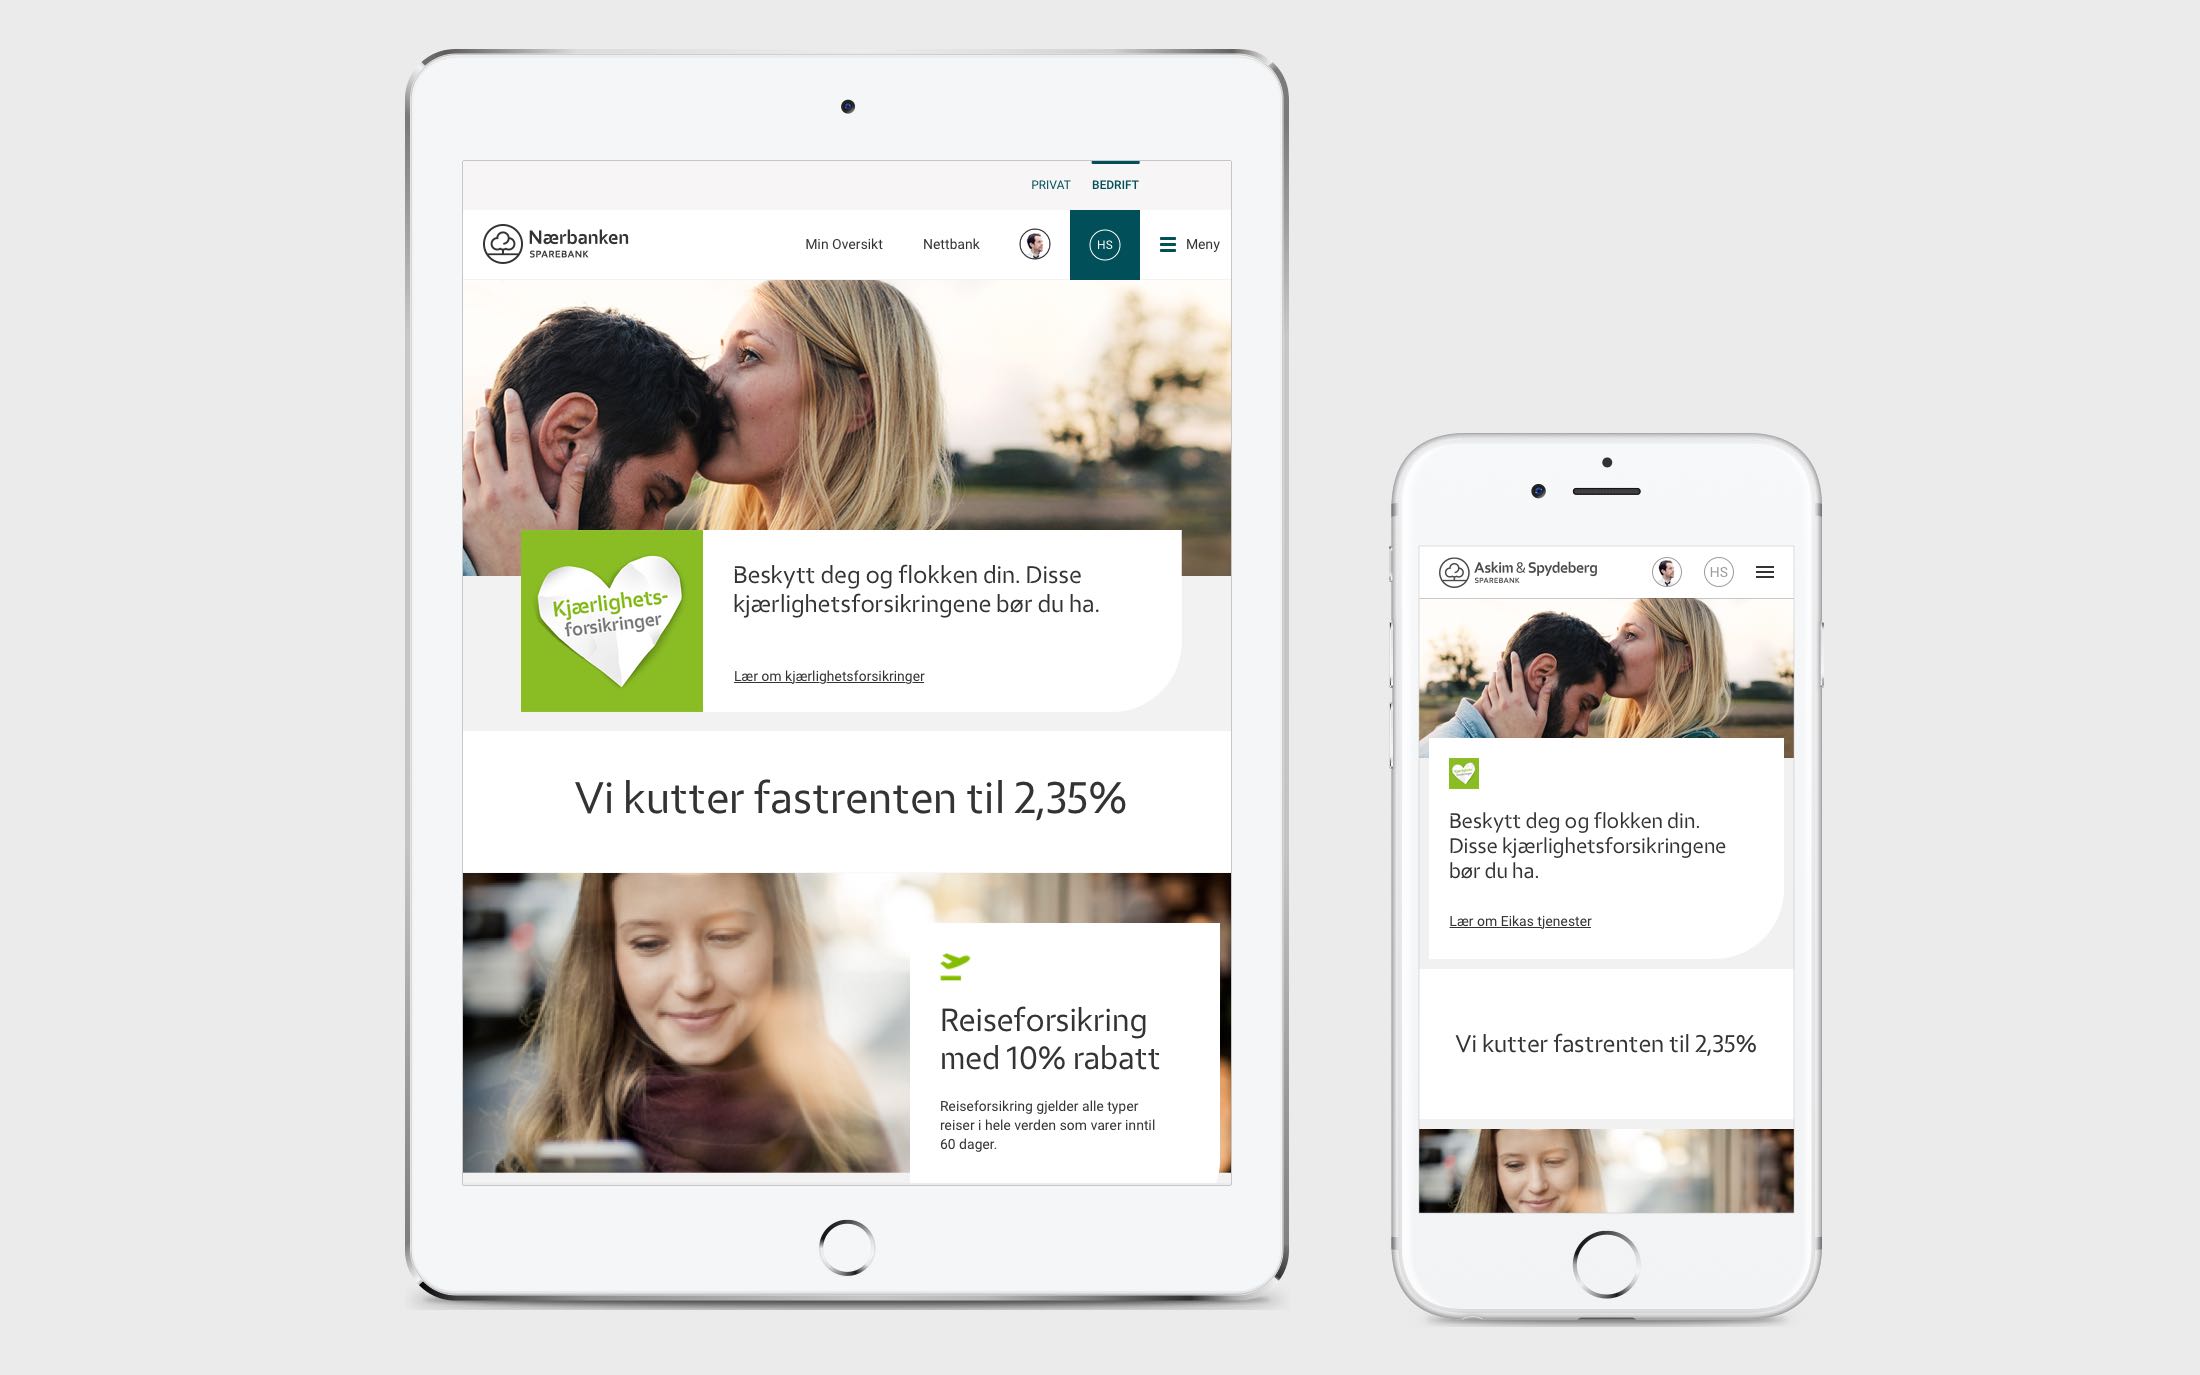 PRIVAT BEDRIFT
Nærbanken
SPAREBANK
Min Oversikt Nettbank HS Meny
Kjærlighets-
forsikringer
Beskytt deg og flokken din. Disse
kjærlighetsforsikringene bør du ha.
Lær om kjærlighetsforsikringer
Vi kutter fastrenten til 2,35%
Reiseforsikring
med 10% rabatt
Reiseforsikring gjelder alle typer
reiser i hele verden som varer inntil
60 dager.
Askim & Spydeberg
SPAREBANK
HS
Beskytt deg og flokken din.
Disse kjærlighetsforsikringene
bør du ha.
Lær om Eikas tjenester
Vi kutter fastrenten til 2,35%